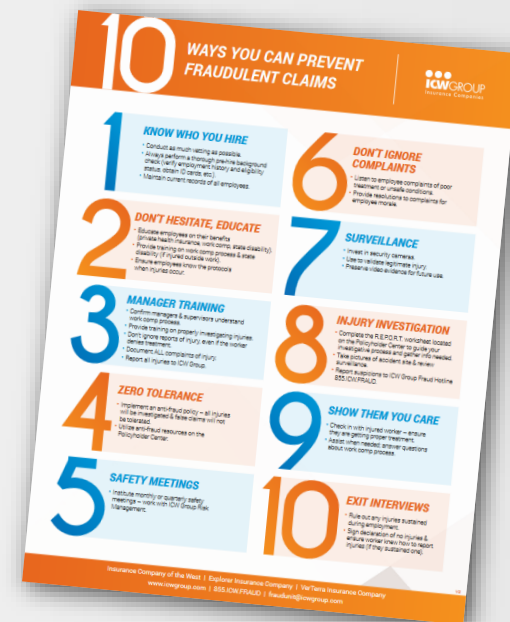 10 WAYS YOU CAN PREVENT
FRAUDULENT CLAIMS
ICWGROUP
Insurance Companies
1
KNOW WHO YOU HIRE
• Conduct as much vetting as possible.
• Always perform a thorough pre-hire background
check (verify employment history and eligibility
status, obtain ID cards, etc.).
• Maintain current records of all employees.
2
DON'T HESITATE, EDUCATE
• Educate employees on their benefits
(private health insurance, work comp, state disability).
• Provide training on work comp process & state
disability (if injured outside work).
• Ensure employees know the protocols
when injuries occur.
3
MANAGER TRAINING
• Confirm managers & supervisors understand
work comp process.
• Provide training on properly investigating injuries.
• Don't ignore reports of injury, even if the worker
denies treatment.
• Document ALL complaints of injury.
• Report all injuries to ICW Group.
4
ZERO TOLERANCE
• Implement an anti-fraud policy – all injuries
will be investigated & false claims will not
be tolerated.
• Utilize anti-fraud resources on the
Policyholder Center.
5
SAFETY MEETINGS
• Institute monthly or quarterly safety
meetings – work with ICW Group Risk
Management.
6
DON'T IGNORE
COMPLAINTS
• Listen to employee complaints of poor
treatment or unsafe conditions.
• Provide resolutions to complaints for
employee morale.
7
SURVEILLANCE
• Invest in security cameras.
• Use to validate legitimate injury.
• Preserve video evidence for future use.
8
INJURY INVESTIGATION
• Complete the R.E.P.O.R.T. worksheet located
on the Policyholder Center to guide your
investigative process and gather info needed.
• Take pictures of accident site & review
surveillance.
• Report suspicions to ICW Group Fraud Hotline
855.ICW.FRAUD.
9
SHOW THEM YOU CARE
• Check in with injured worker – ensure
they are getting proper treatment.
• Assist when needed; answer questions
about work comp process.
10
EXIT INTERVIEWS
• Rule out any injuries sustained
during employment.
• Sign declaration of no injuries &
ensure worker knew how to report
injuries (if they sustained one).
Insurance Company of the West | Explorer Insurance Company | VerTerra Insurance Company
www.icwgroup.com | 855.ICW.FRAUD | fraudunit@icwgroup.com